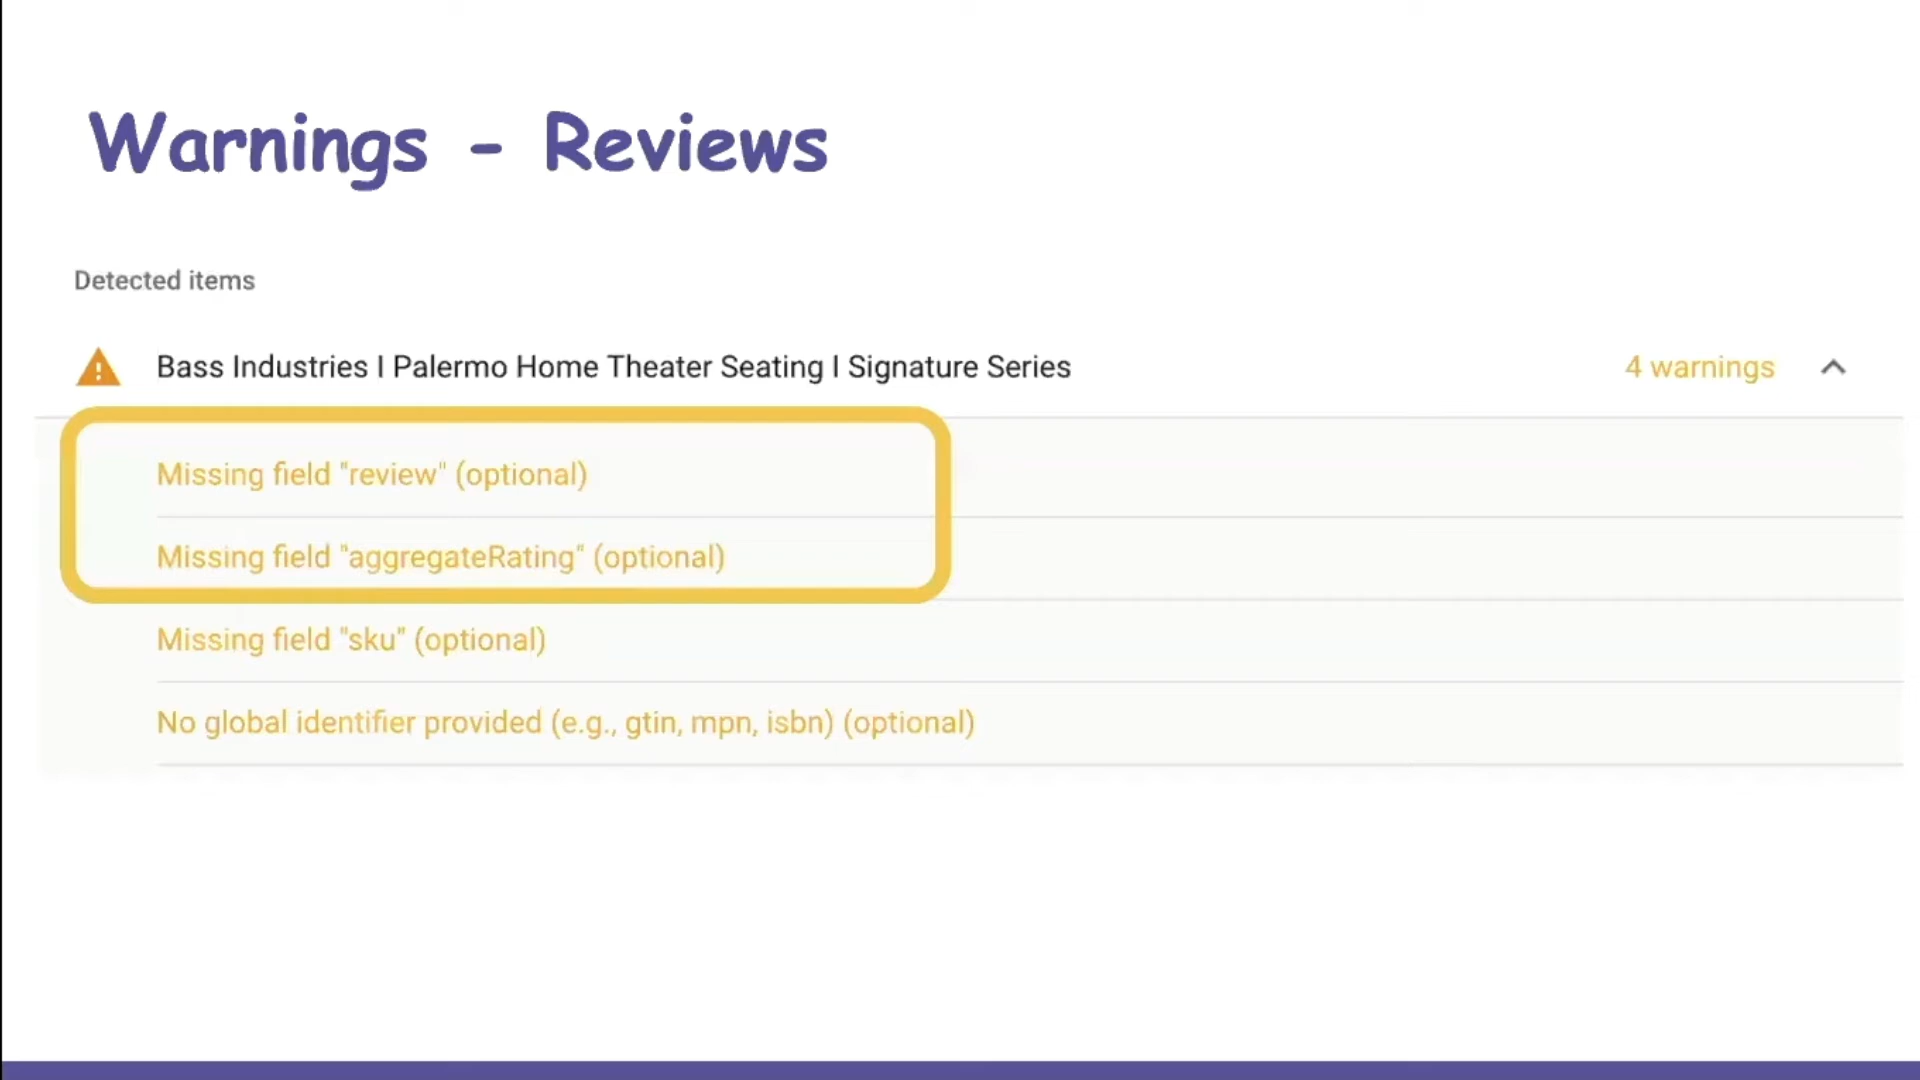 Warnings - Reviews
Detected items
Bass Industries I Palermo Home Theater Seating I Signature Series
4 warnings
Missing field "review" (optional)
Missing field "aggregateRating" (optional)
Missing field "sku" (optional)
No global identifier provided (e.g., gtin, mpn, isbn) (optional)